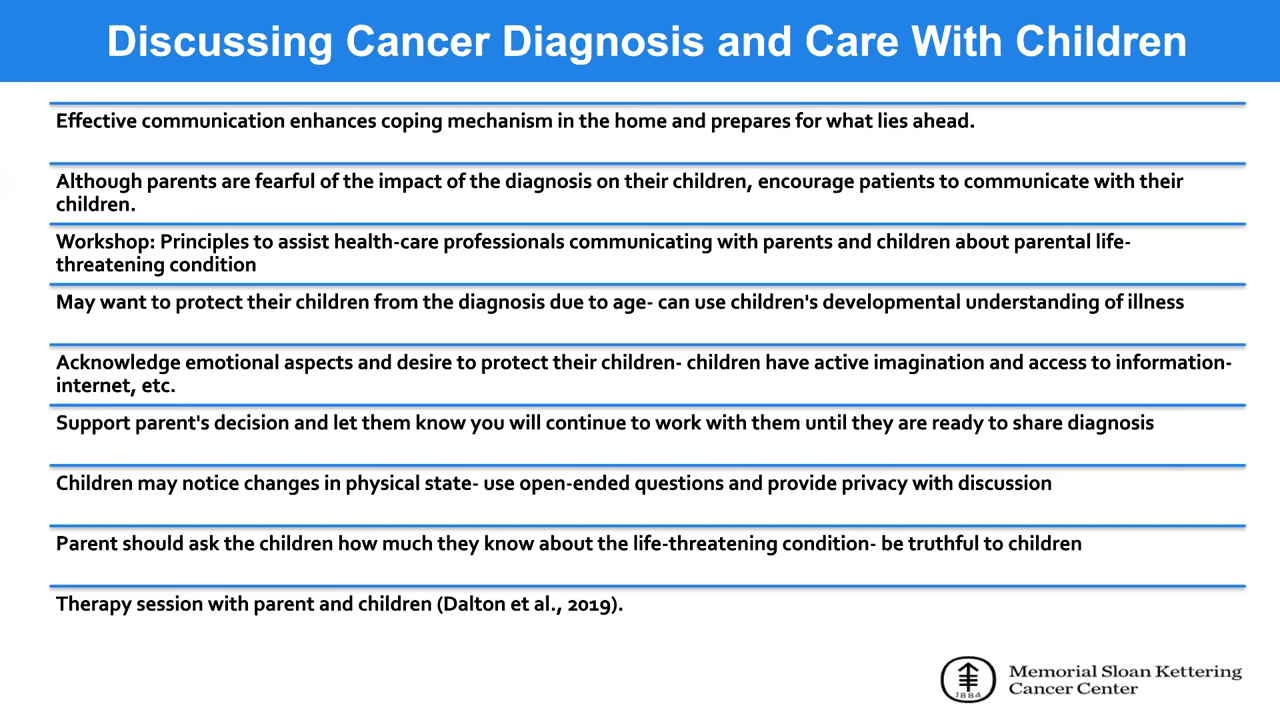 Discussing Cancer Diagnosis and Care With Children
Effective communication enhances coping mechanism in the home and prepares for what lies ahead.
Although parents are fearful of the impact of the diagnosis on their children, encourage patients to communicate with their
children.
Workshop: Principles to assist health-care professionals communicating with parents and children about parental life-
threatening condition
May want to protect their children from the diagnosis due to age- can use children's developmental understanding of illness
Acknowledge emotional aspects and desire to protect their children- children have active imagination and access to information-
internet, etc.
Support parent's decision and let them know you will continue to work with them until they are ready to share diagnosis
Children may notice changes in physical state- use open-ended questions and provide privacy with discussion
Parent should ask the children how much they know about the life-threatening condition- be truthful to children
Therapy session with parent and children (Dalton et al., 2019).
1884
Memorial Sloan Kettering
Cancer Center